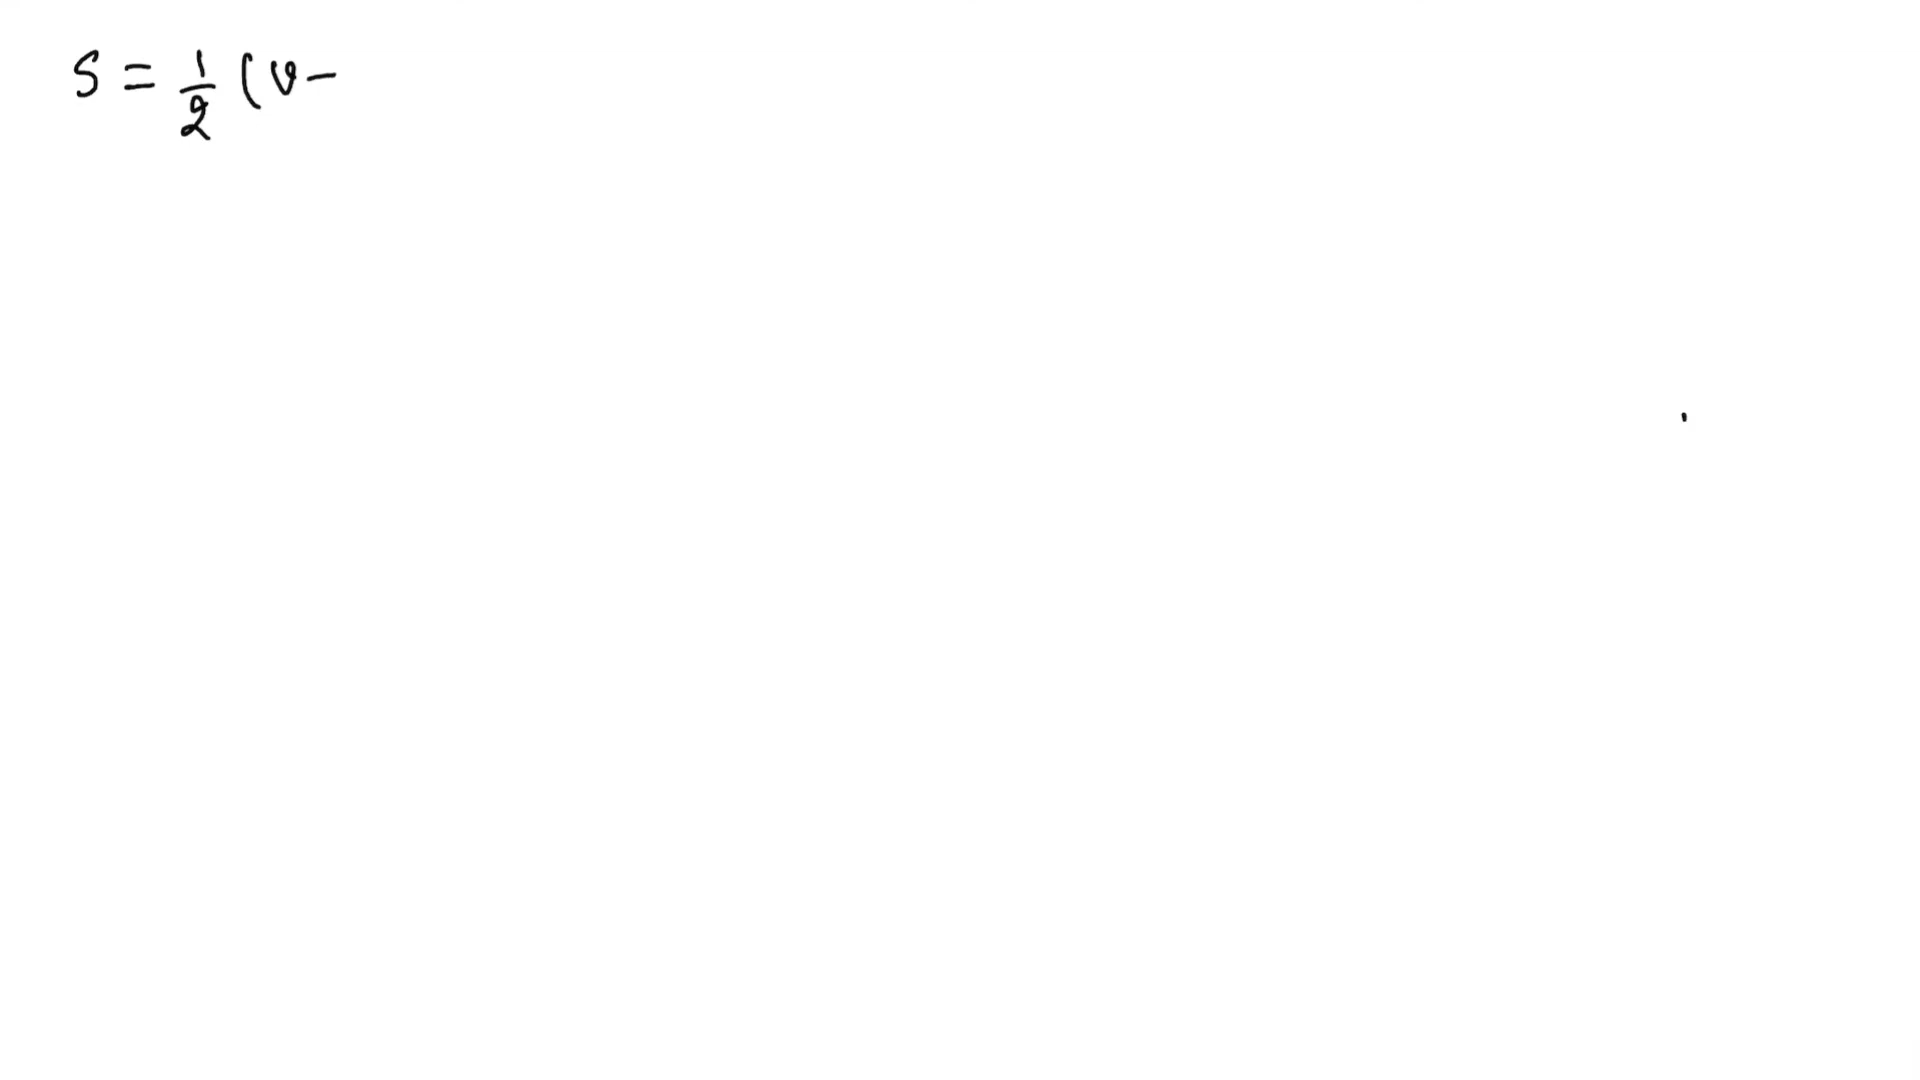 S = 1/2 (v-